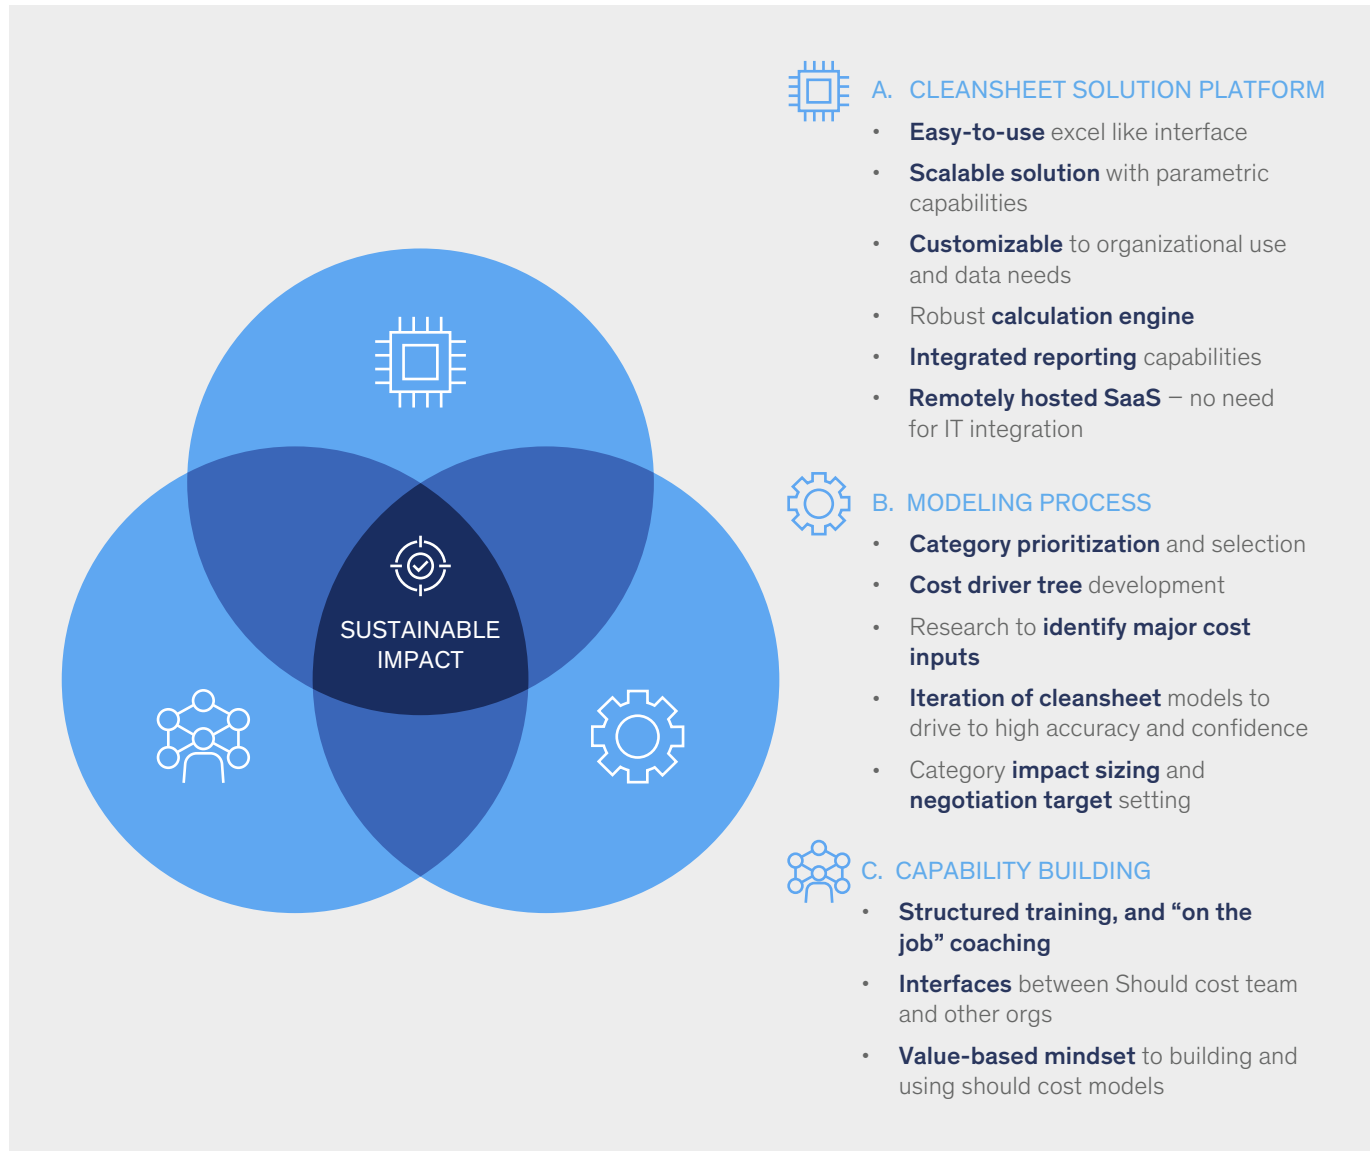 SUSTAINABLE
IMPACT
A. CLEANSHEET SOLUTION PLATFORM
• Easy-to-use excel like interface
• Scalable solution with parametric
capabilities
• Customizable to organizational use
and data needs
• Robust calculation engine
• Integrated reporting capabilities
• Remotely hosted SaaS – no need
for IT integration
B. MODELING PROCESS
• Category prioritization and selection
• Cost driver tree development
• Research to identify major cost
inputs
• Iteration of cleansheet models to
drive to high accuracy and confidence
• Category impact sizing and
negotiation target setting
C. CAPABILITY BUILDING
• Structured training, and “on the
job” coaching
• Interfaces between Should cost team
and other orgs
• Value-based mindset to building and
using should cost models